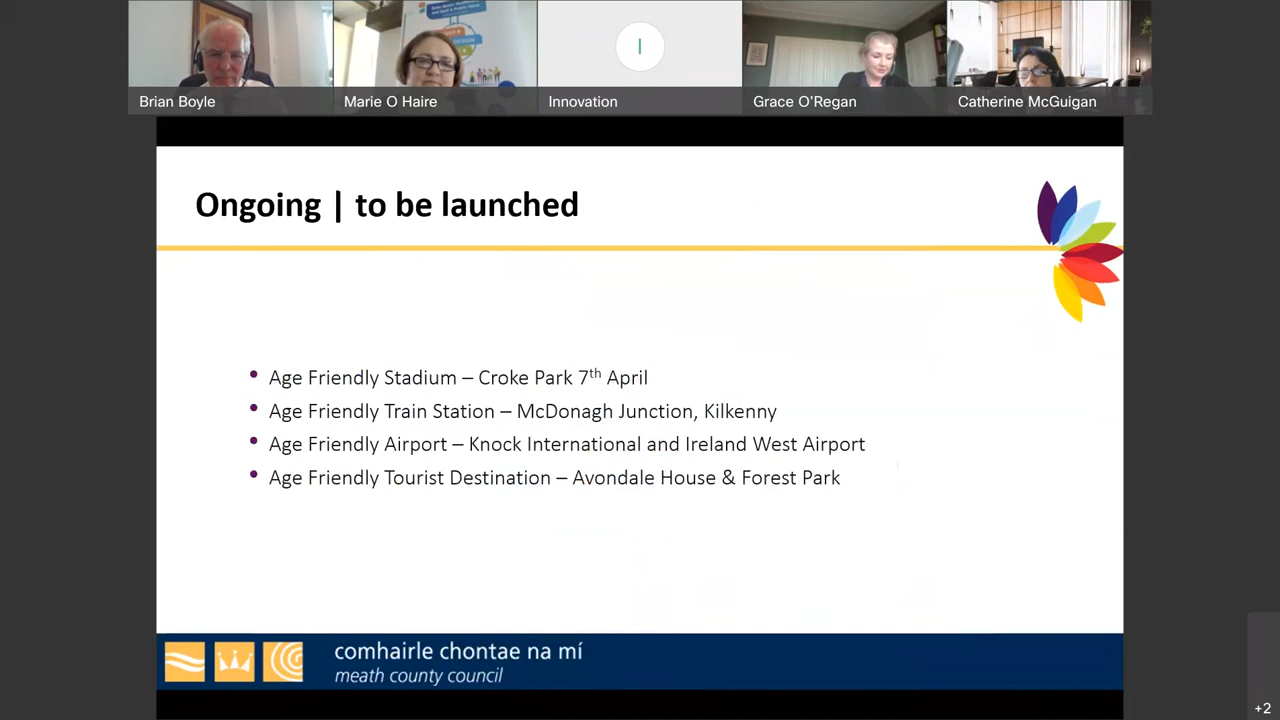 Brian Boyle
Marie O Haire
I
Innovation
Grace O'Regan
Catherine McGuigan
Ongoing | to be launched
• Age Friendly Stadium – Croke Park 7th April
• Age Friendly Train Station – McDonagh Junction, Kilkenny
• Age Friendly Airport – Knock International and Ireland West Airport
• Age Friendly Tourist Destination – Avondale House & Forest Park
comhairle chontae na mí
meath county council
+2